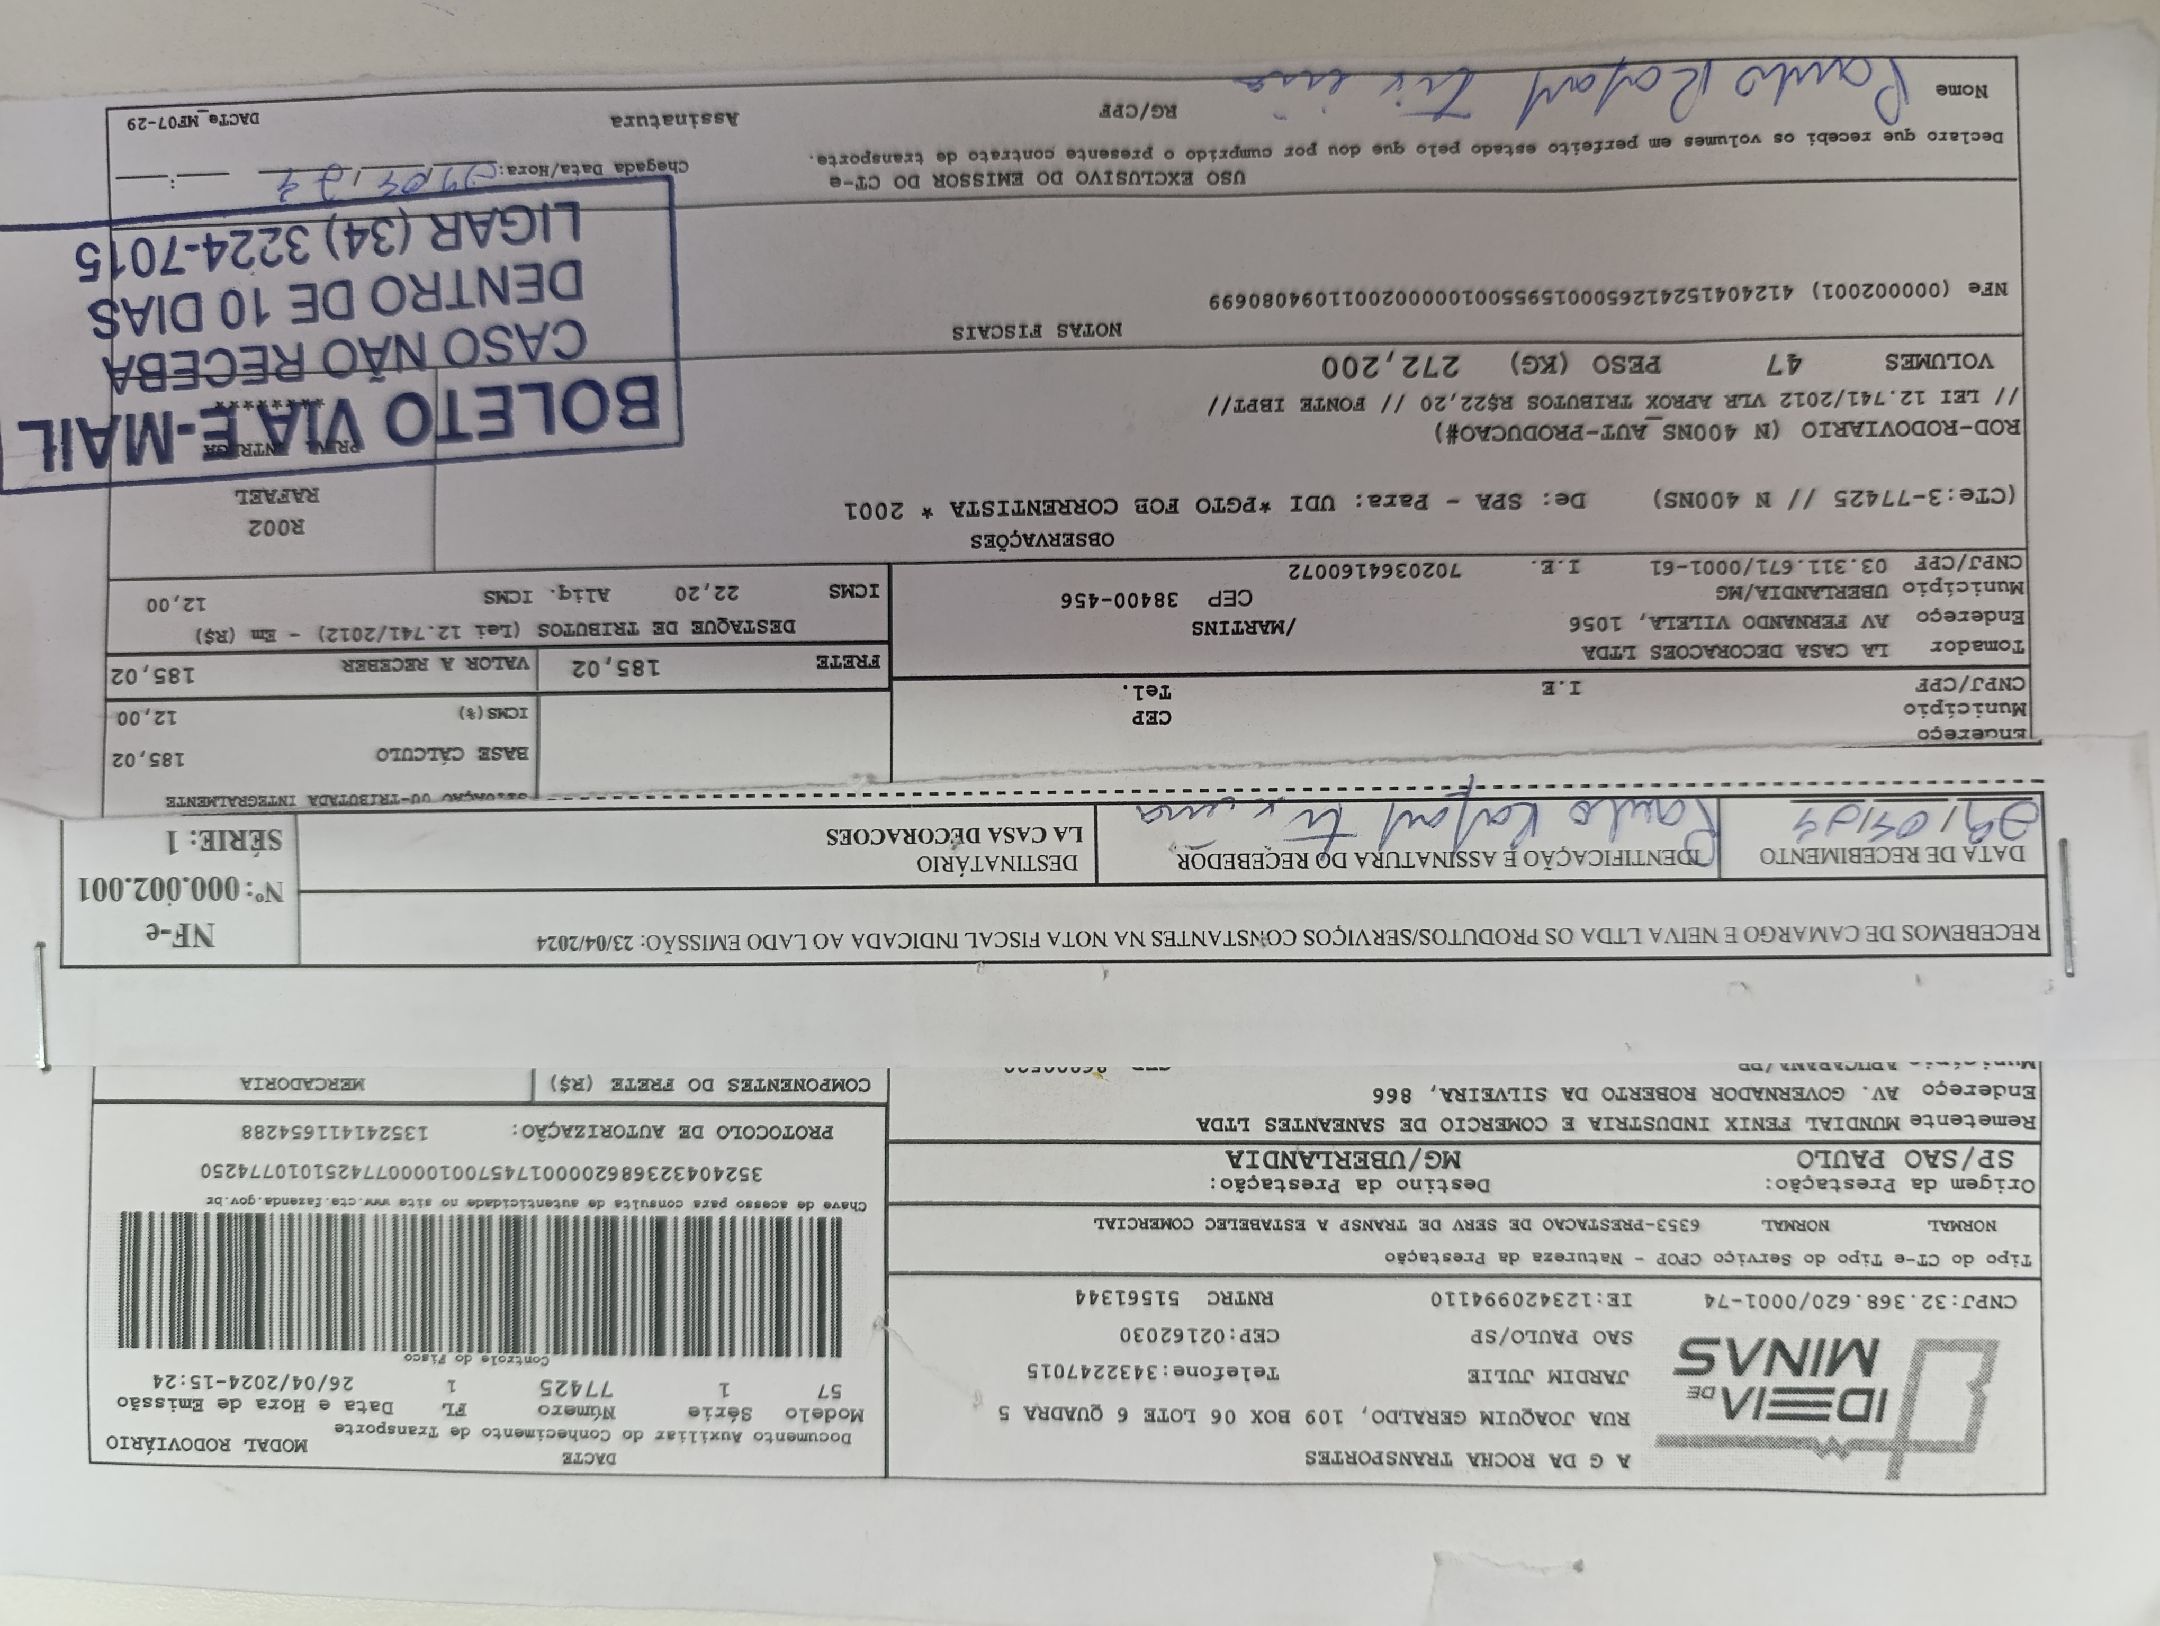 A G DA ROCHA TRANSPORTES
IDEIA DE MINAS
RUA JOAQUIM GERALDO, 109 BOX 06 LOTE 6 QUADRA 5
JARDIM JULIE Telefone:3432247015
SAO PAULO/SP CEP:02162030
CNPJ:32.368.620/0001-74 IE:123420994110 RNTRC 51561344
DACTE
Documento Auxiliar do Conhecimento de Transporte
MODAL RODOVIÁRIO
Modelo Série Número FL Data e Hora de Emissão
57 1 77425 1 26/04/2024-15:24
Controle do Fisco
Chave de acesso para consulta de autenticidade no site www.cte.fazenda.gov.br
35240432368620000174570010000774251010774250
PROTOCOLO DE AUTORIZAÇÃO: 135241411654288
Tipo do CT-e Tipo do Serviço CFOP - Natureza da Prestação
NORMAL NORMAL 6353-PRESTACAO DE SERV DE TRANSP A ESTABELEC COMERCIAL
Origem da Prestação: Destino da Prestação:
SP/SAO PAULO MG/UBERLANDIA
Remetente MUNDIAL FENIX INDUSTRIA E COMERCIO DE SANEANTES LTDA
Endereço AV. GOVERNADOR ROBERTO DA SILVEIRA, 866
Município APUCARANA/PR
COMPONENTES DO FRETE (R$) MERCADORIA
RECEBEMOS DE CAMARGO E NEIVA LTDA OS PRODUTOS/SERVIÇOS CONSTANTES NA NOTA FISCAL INDICADA AO LADO EMISSÃO: 23/04/2024
NF-e
Nº: 000.002.001
SÉRIE: 1
DATA DE RECEBIMENTO
IDENTIFICAÇÃO E ASSINATURA DO RECEBEDOR
Paulo Rafael
DESTINATÁRIO
LA CASA DECORACOES
Endereço
Município CEP
CNPJ/CPF I.E Tel.
BASE CÁLCULO 185,02
ICMS(%) 12,00
Tomador LA CASA DECORACOES LTDA
Endereço AV FERNANDO VILELA, 1056 /MARTINS
Município UBERLANDIA/MG CEP 38400-456
CNPJ/CPF 03.311.671/0001-61 I.E. 7020364160072
FRETE 185,02 VALOR A RECEBER 185,02
DESTAQUE DE TRIBUTOS (Lei 12.741/2012) - Em (R$)
ICMS 22,20 Aliq. ICMS 12,00
OBSERVAÇÕES
(CTe:3-77425 // N 400NS) De: SPA - Para: UDI *PGTO FOB CORRENTISTA * 2001
R002
RAFAEL
ROD-RODOVIARIO (N 400NS_AUT-PRODUCAO#)
// LEI 12.741/2012 VLR APROX TRIBUTOS R$22,20 // FONTE IBPT//
VOLUMES 47 PESO (KG) 272,200
NOTAS FISCAIS
NFe (000002001) 41240415241265000159550010000020011094080699
BOLETO VIA E-MAIL
CASO NÃO RECEBA
DENTRO DE 10 DIAS
LIGAR (34) 3224-7015
USO EXCLUSIVO DO EMISSOR DO CT-e
Chegada Data/Hora:
Declaro que recebi os volumes em perfeito estado pelo que dou por cumprido o presente contrato de transporte.
Nome Paulo Rafael RG/CPF Assinatura
DACTe_MF07-29